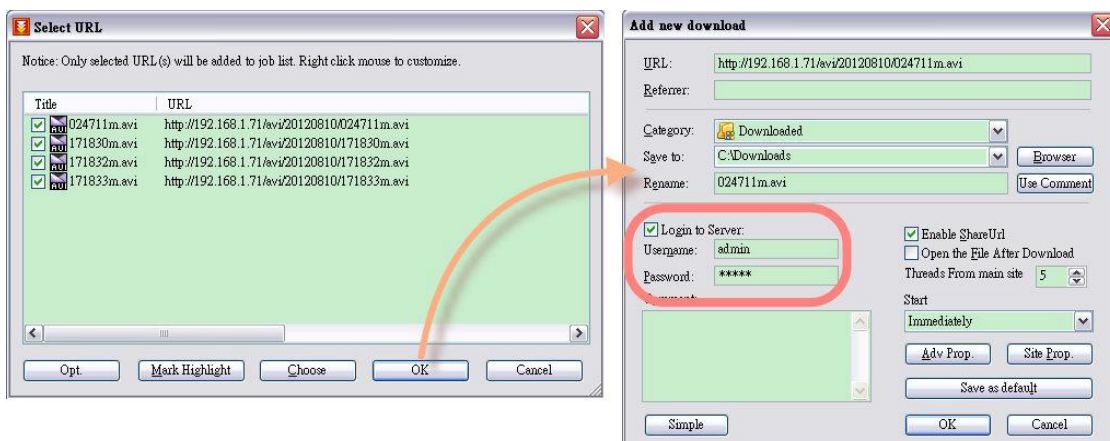 Select URL
Notice: Only selected URL(s) will be added to job list. Right click mouse to customize.
Title URL
024711m.avi http://192.168.1.71/avi/20120810/024711m.avi
171830m.avi http://192.168.1.71/avi/20120810/171830m.avi
171832m.avi http://192.168.1.71/avi/20120810/171832m.avi
171833m.avi http://192.168.1.71/avi/20120810/171833m.avi
Opt. Mark Highlight Choose OK Cancel
Add new download
URL: http://192.168.1.71/avi/20120810/024711m.avi
Referrer:
Category: Downloaded
Save to: C:\Downloads Browser
Rename: 024711m.avi Use Comment
Login to Server:
Username: admin
Password: *****
Enable ShareUrl
Open the File After Download
Threads From main site 5
Start
Immediately
Adv Prop. Site Prop.
Save as default
Simple OK Cancel